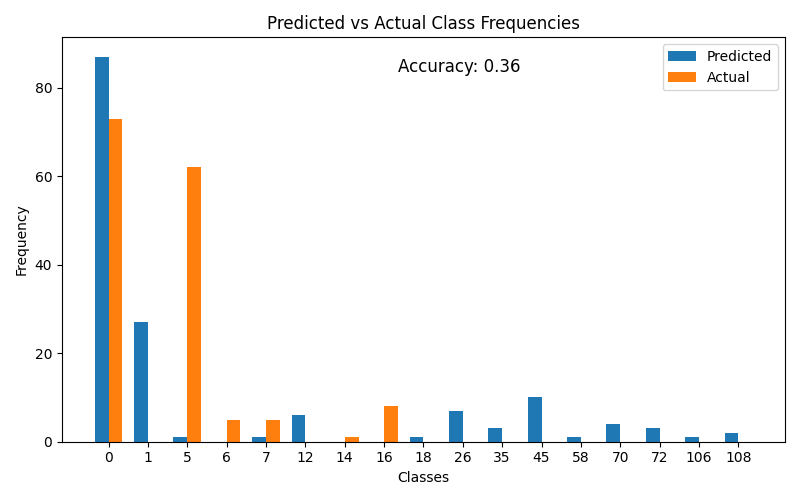 Predicted vs Actual Class Frequencies
Accuracy: 0.36
Predicted
Actual
Frequency
80
60
40
20
0
0 1 5 6 7 12 14 16 18 26 35 45 58 70 72 106 108
Classes